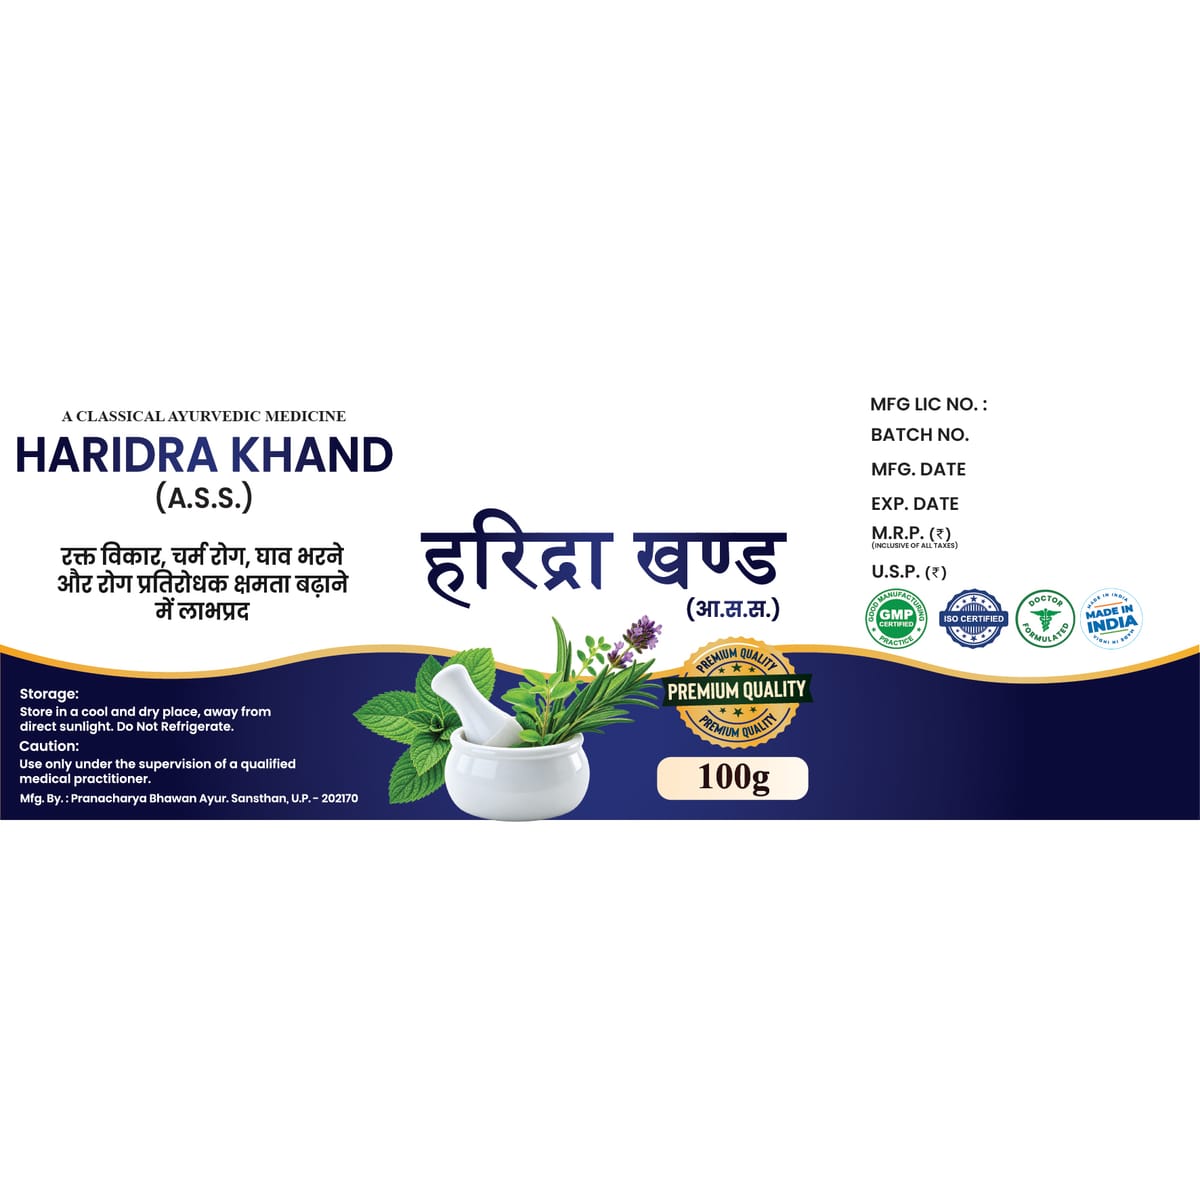 A CLASSICAL AYURVEDIC MEDICINE
HARIDRA KHAND
(A.S.S.)
रक्त विकार, चर्म रोग, घाव भरने
और रोग प्रतिरोधक क्षमता बढ़ाने
में लाभप्रद
Storage:
Store in a cool and dry place, away from
direct sunlight. Do Not Refrigerate.
Caution:
Use only under the supervision of a qualified
medical practitioner.
Mfg. By. : Pranacharya Bhawan Ayur. Sansthan, U.P. - 202170
हरिद्रा खण्ड
(आ.स.स.)
PREMIUM QUALITY
PREMIUM QUALITY
PREMIUM QUALITY
100g
MFG LIC NO. :
BATCH NO.
MFG. DATE
EXP. DATE
M.R.P. (₹)
(INCLUSIVE OF ALL TAXES)
U.S.P. (₹)
GOOD MANUFACTURING
GMP
CERTIFIED
PRACTICE
ISO CERTIFIED
DOCTOR
FORMULATED
MADE IN INDIA
MADE IN
INDIA
MADE IN INDIA